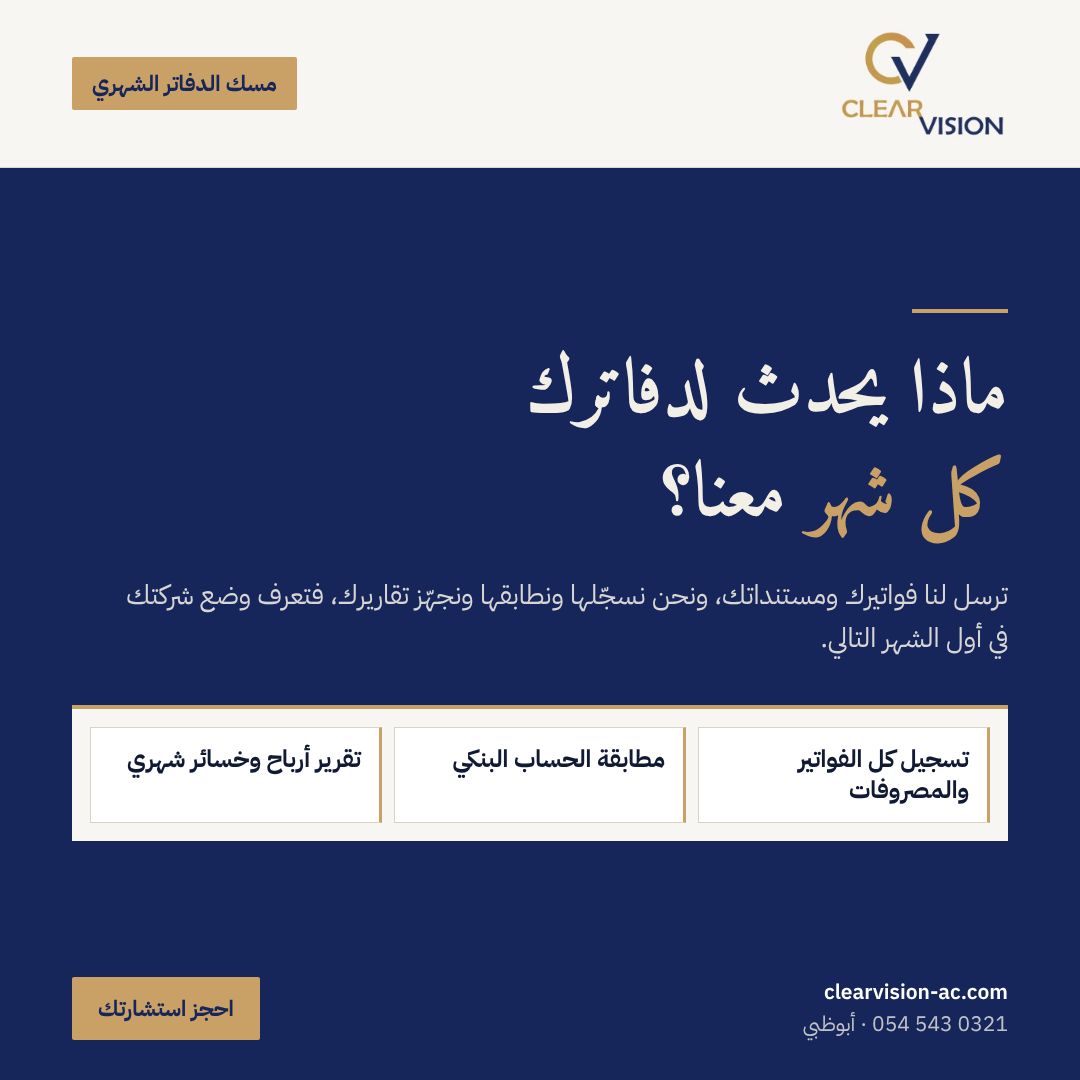 CLEAR
VISION
مسك الدفاتر الشهري
ماذا يحدث لدفاترك
كل شهر معنا؟
ترسل لنا فواتيرك ومستنداتك، ونحن نسجّلها ونطابقها ونجهّز تقاريرك، فتعرف وضع شركتك
في أول الشهر التالي.
تسجيل كل الفواتير
والمصروفات
مطابقة الحساب البنكي
تقرير أرباح وخسائر شهري
clearvision-ac.com
054 543 0321 · أبوظبي
احجز استشارتك